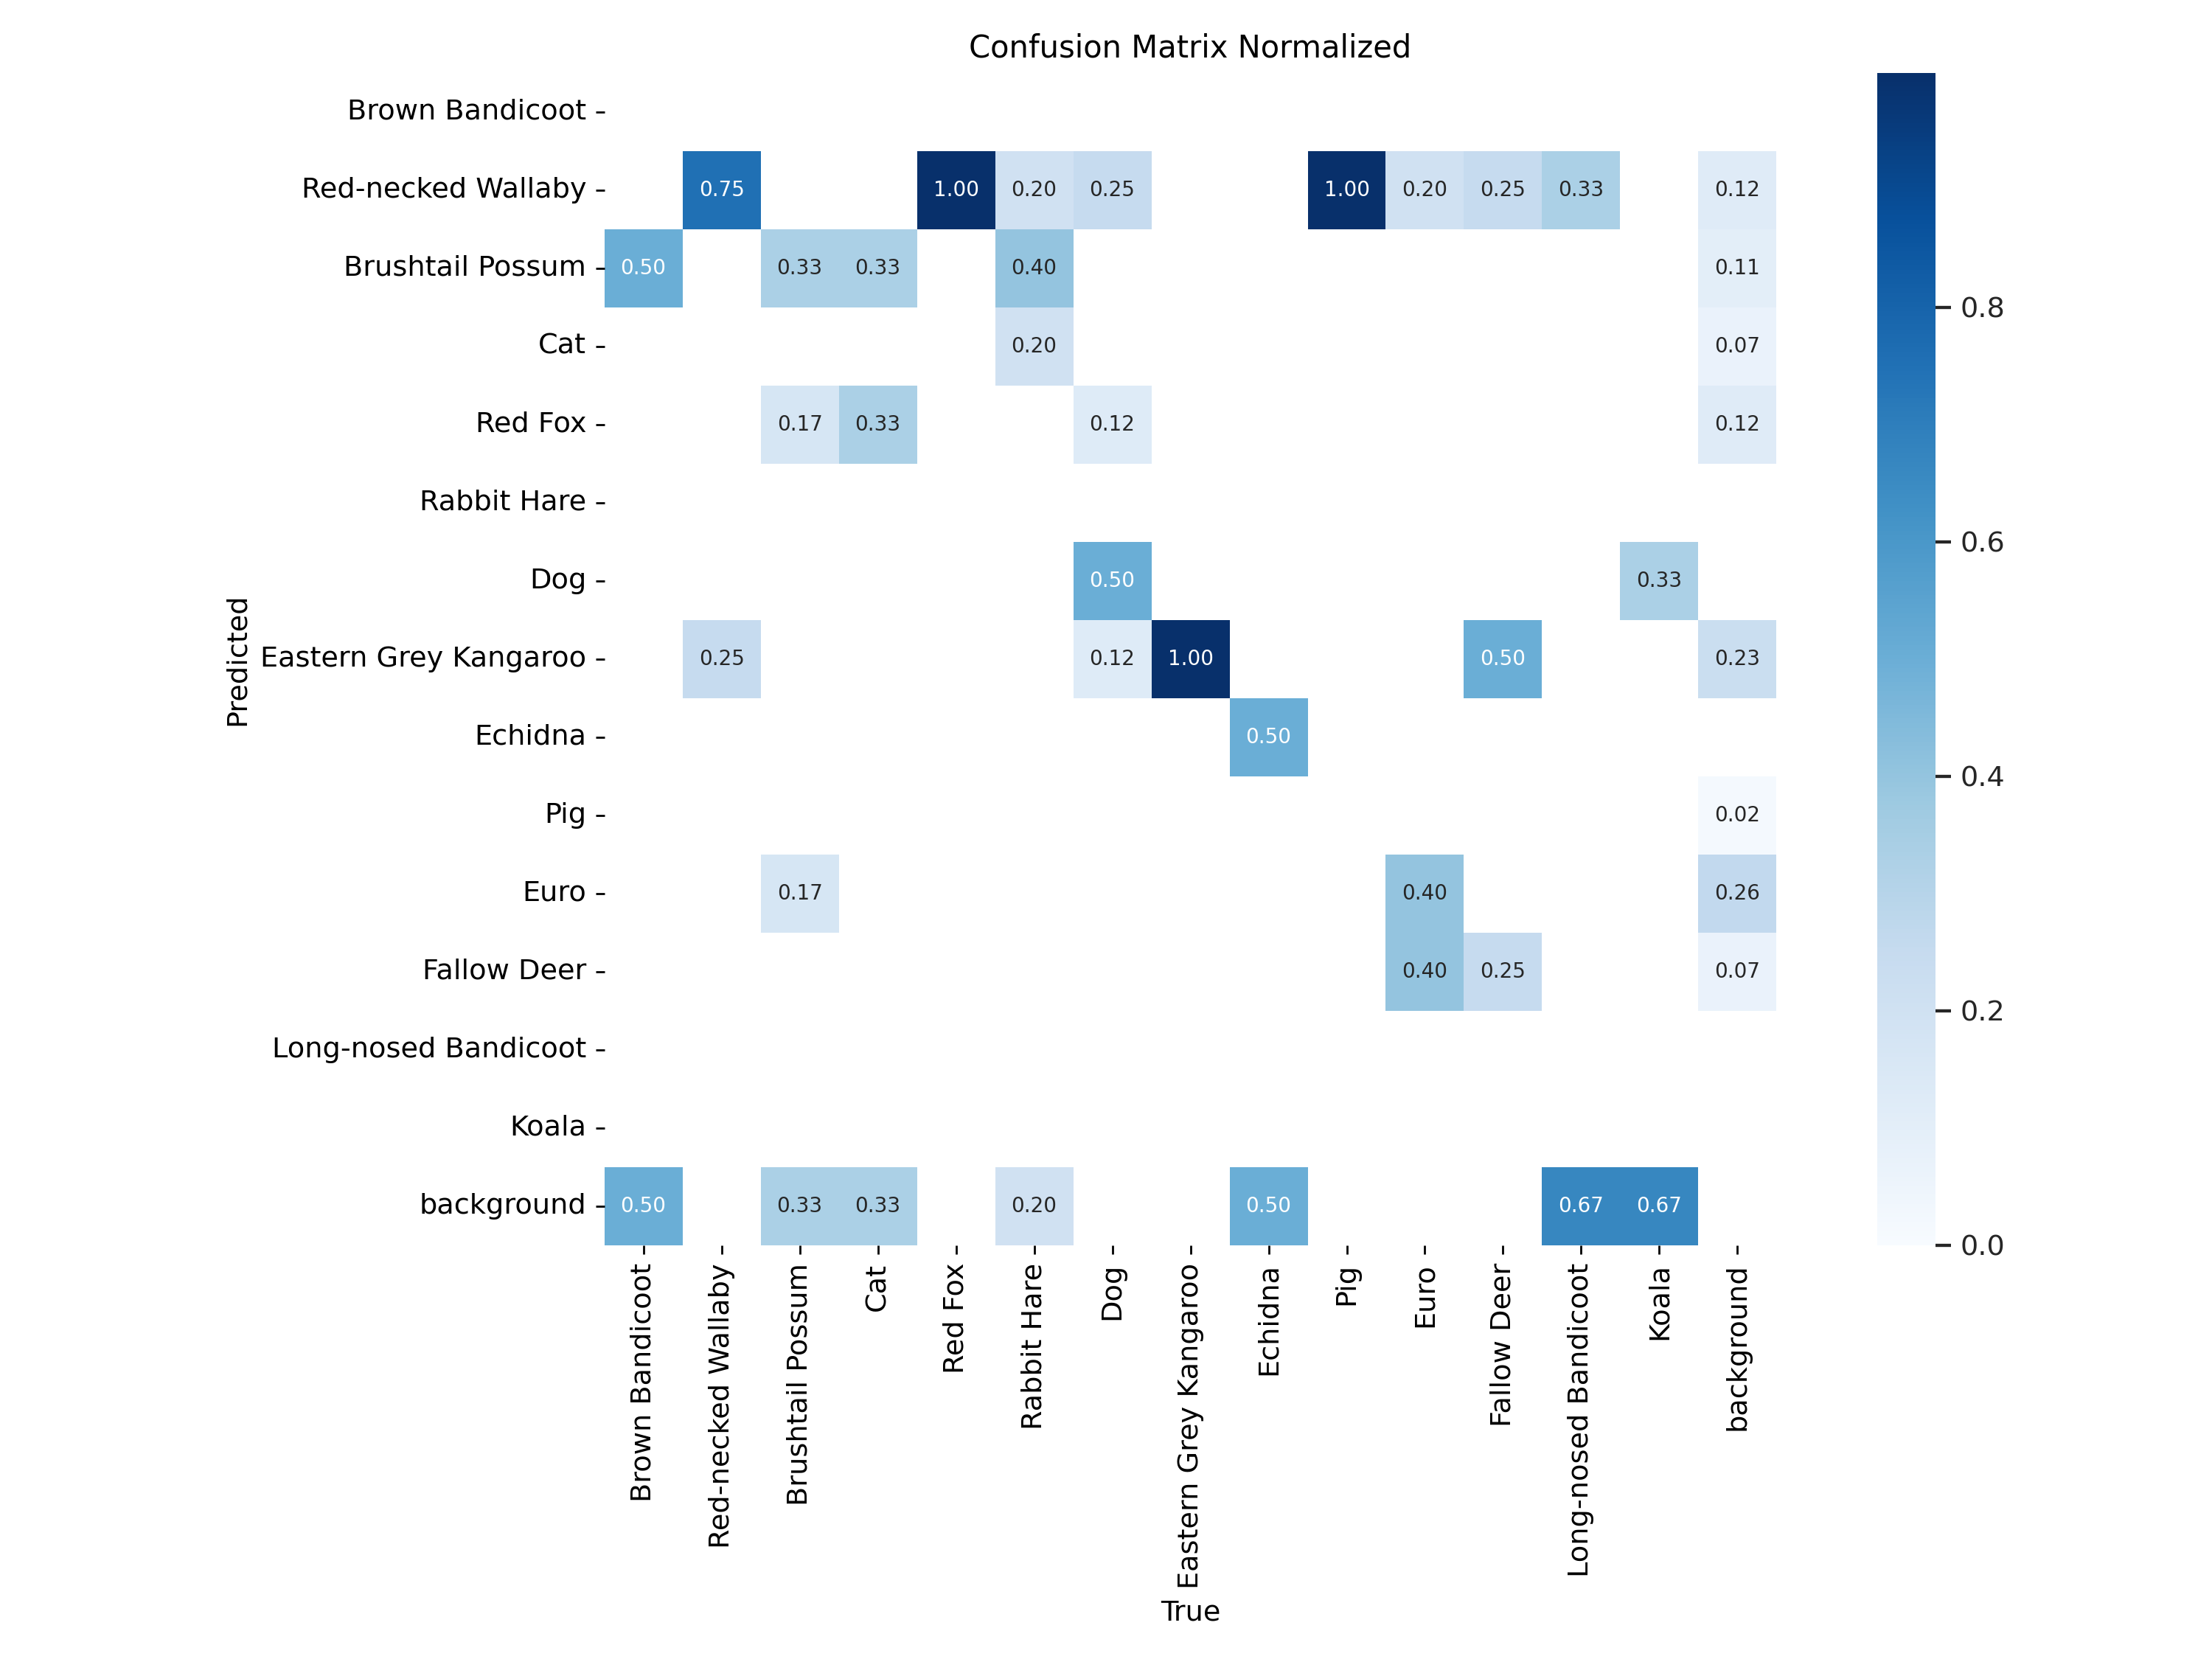 Confusion Matrix Normalized
Predicted
Brown Bandicoot
Red-necked Wallaby 0.75 1.00 0.20 0.25 1.00 0.20 0.25 0.33 0.12
Brushtail Possum 0.50 0.33 0.33 0.40 0.11
Cat 0.20 0.07
Red Fox 0.17 0.33 0.12 0.12
Rabbit Hare
Dog 0.50 0.33
Eastern Grey Kangaroo 0.25 0.12 1.00 0.50 0.23
Echidna 0.50
Pig 0.02
Euro 0.17 0.40 0.26
Fallow Deer 0.40 0.25 0.07
Long-nosed Bandicoot
Koala
background 0.50 0.33 0.33 0.20 0.50 0.67 0.67
Brown Bandicoot
Red-necked Wallaby
Brushtail Possum
Cat
Red Fox
Rabbit Hare
Dog
Eastern Grey Kangaroo
Echidna
Pig
Euro
Fallow Deer
Long-nosed Bandicoot
Koala
background
True
0.8
0.6
0.4
0.2
0.0